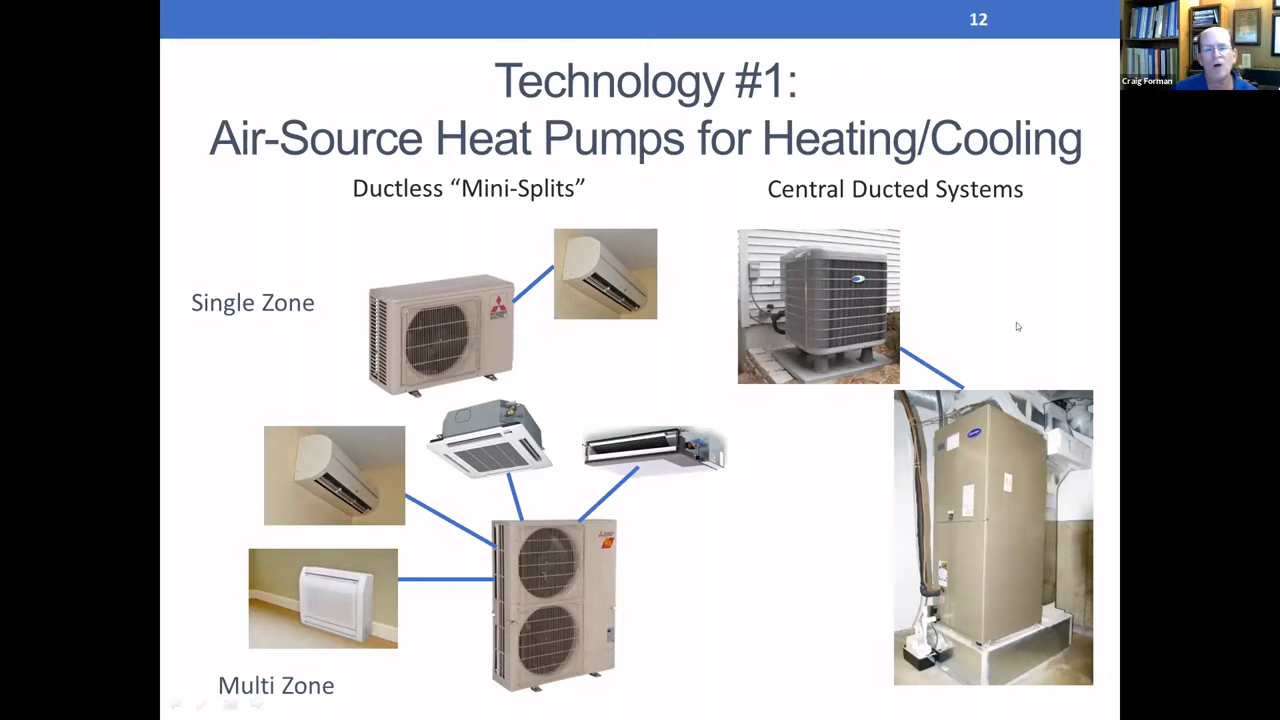 12
Craig Forman
Technology #1:
Air-Source Heat Pumps for Heating/Cooling
Ductless “Mini-Splits”
Central Ducted Systems
Single Zone
Multi Zone